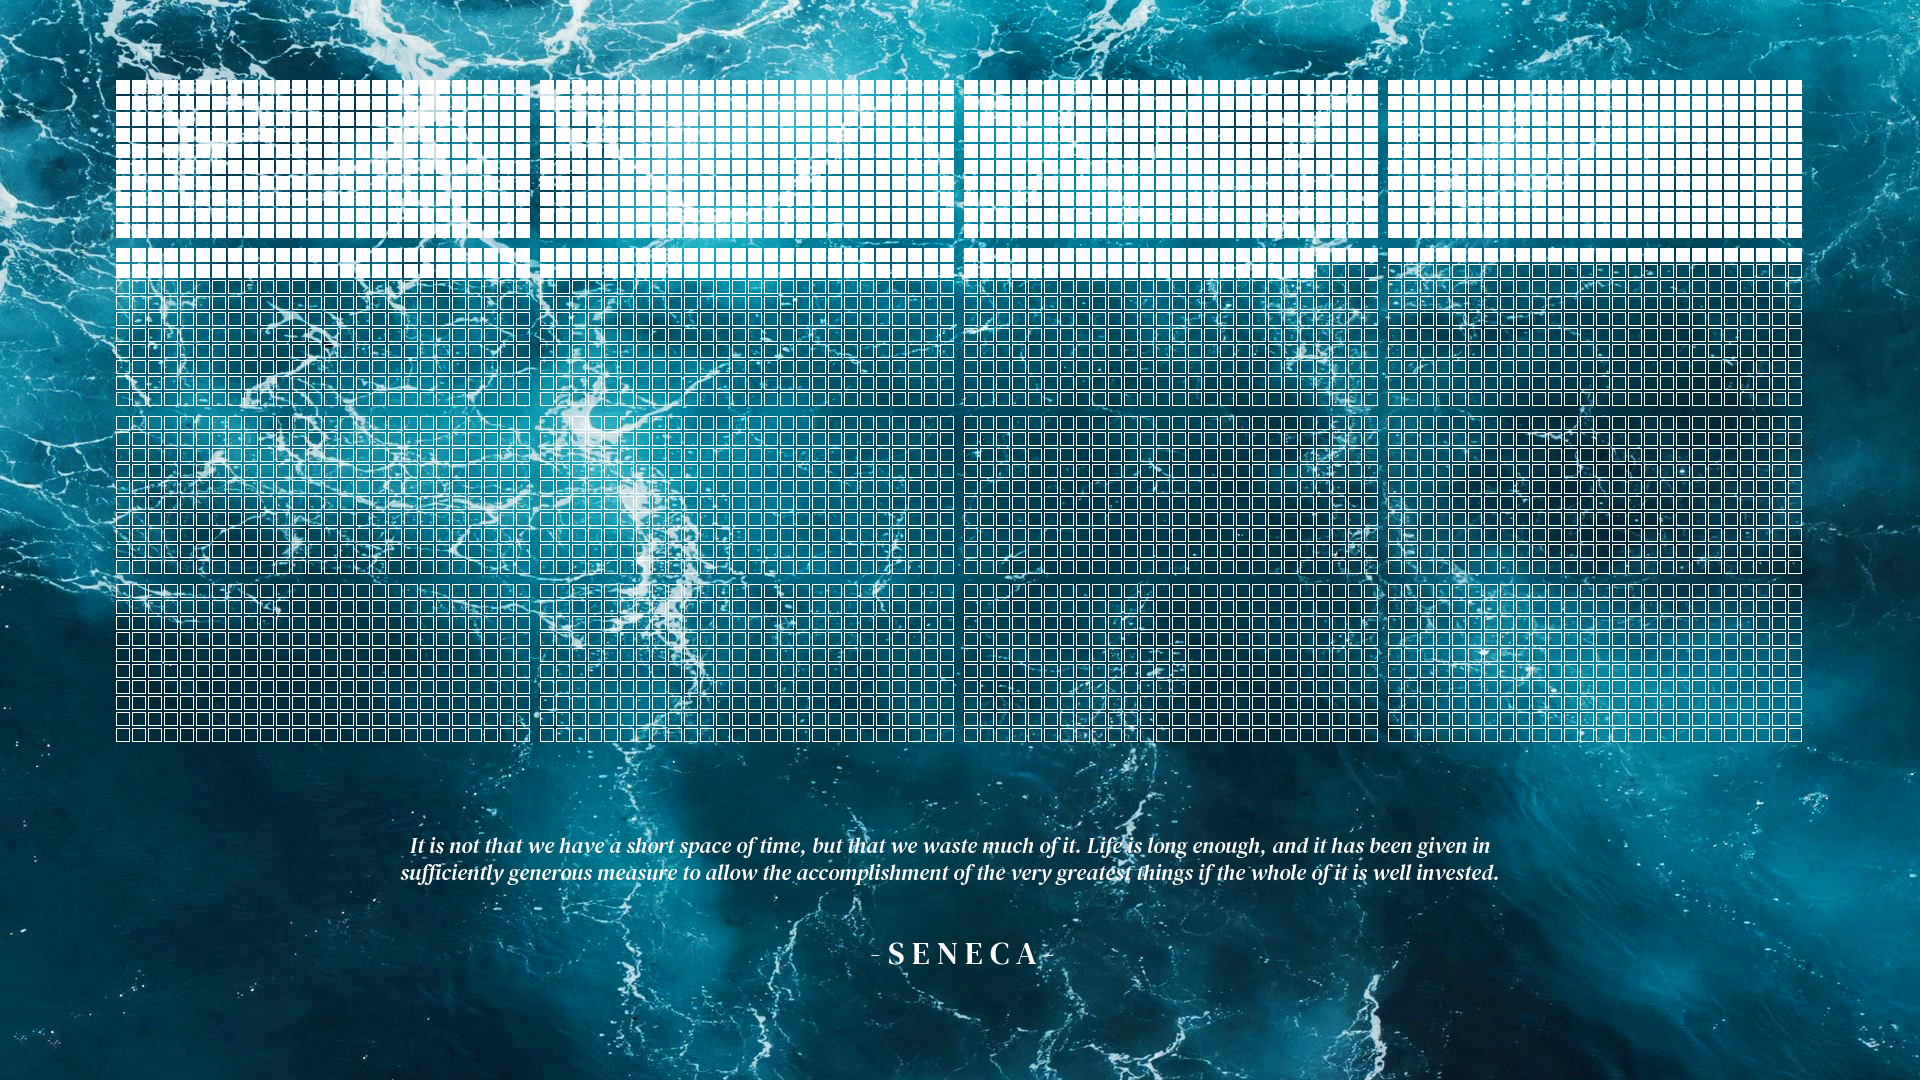 It is not that we have a short space of time, but that we waste much of it. Life is long enough, and it has been given in
sufficiently generous measure to allow the accomplishment of the very greatest things if the whole of it is well invested.
- SENECA -